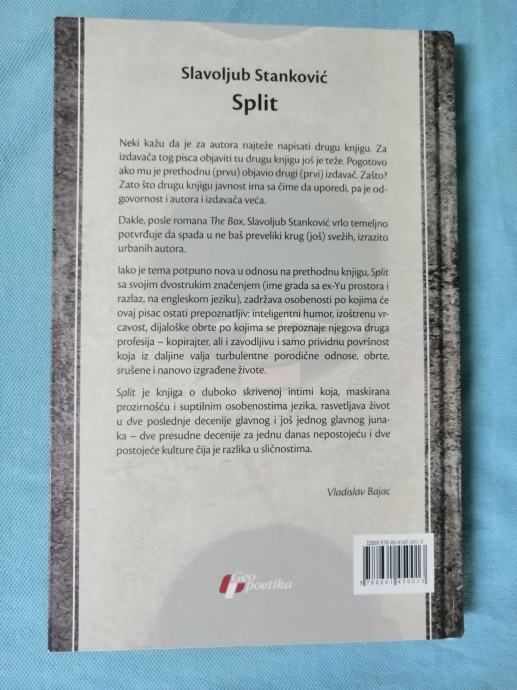 Slavoljub Stanković
Split
Neki kažu da je za autora najteže napisati drugu knjigu. Za
izdavača tog pisca objaviti tu drugu knjigu još je teže. Pogotovo
ako mu je prethodnu (prvu) objavio drugi (prvi) izdavač. Zašto?
Zato što drugu knjigu javnost ima sa čime da uporedi, pa je od-
govornost i autora i izdavača veća.
Dakle, posle romana The Box, Slavoljub Stanković vrlo temeljno
potvrđuje da spada u ne baš preveliki krug (još) svežih, izrazito
urbanih autora.
Iako je tema potpuno nova u odnosu na prethodnu knjigu, Split
sa svojim dvostrukim značenjem (ime grada sa ex-Yu prostora i
razlaz, na engleskom jeziku), zadržava osobenosti po kojima će
ovaj pisac ostati prepoznatljiv: inteligentni humor, izoštrenu vr-
cavost, dijaloške obrte po kojima se prepoznaje njegova druga
profesija – kopirajter, ali i zavodljivu i samo prividnu površnost
koja iz daljine valja turbulentne porodične odnose, obrte,
srušene i nanovo izgrađene živote.
Split je knjiga o duboko skrivenoj intimi koja, maskirana
prozirnošću i suptilnim osobenostima jezika, rasvetljava život
u dve poslednje decenije glavnog i još jednog glavnog juna-
ka – dve presudne decenije za jednu danas nepostojeću i dve
postojeće kulture čija je razlika u sličnostima.
Vladislav Bajac
ISBN 978-86-6145-001-3
9788661450013
Geo
poetika